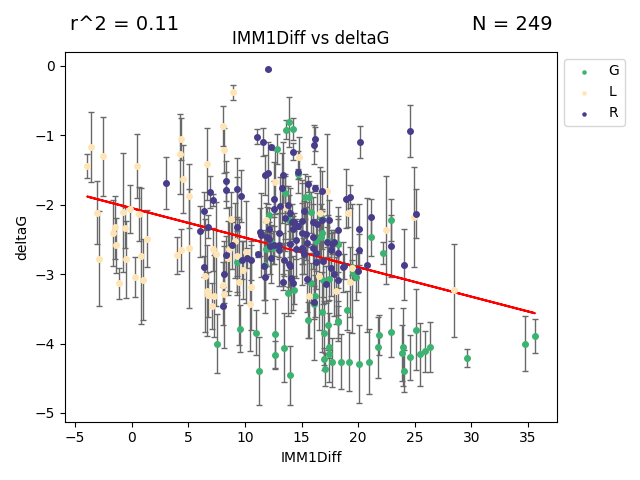 r^2 = 0.11
N = 249
IMM1Diff vs deltaG
G
L
R
0
−1
−2
−3
−4
−5
deltaG
−5 0 5 10 15 20 25 30 35
IMM1Diff